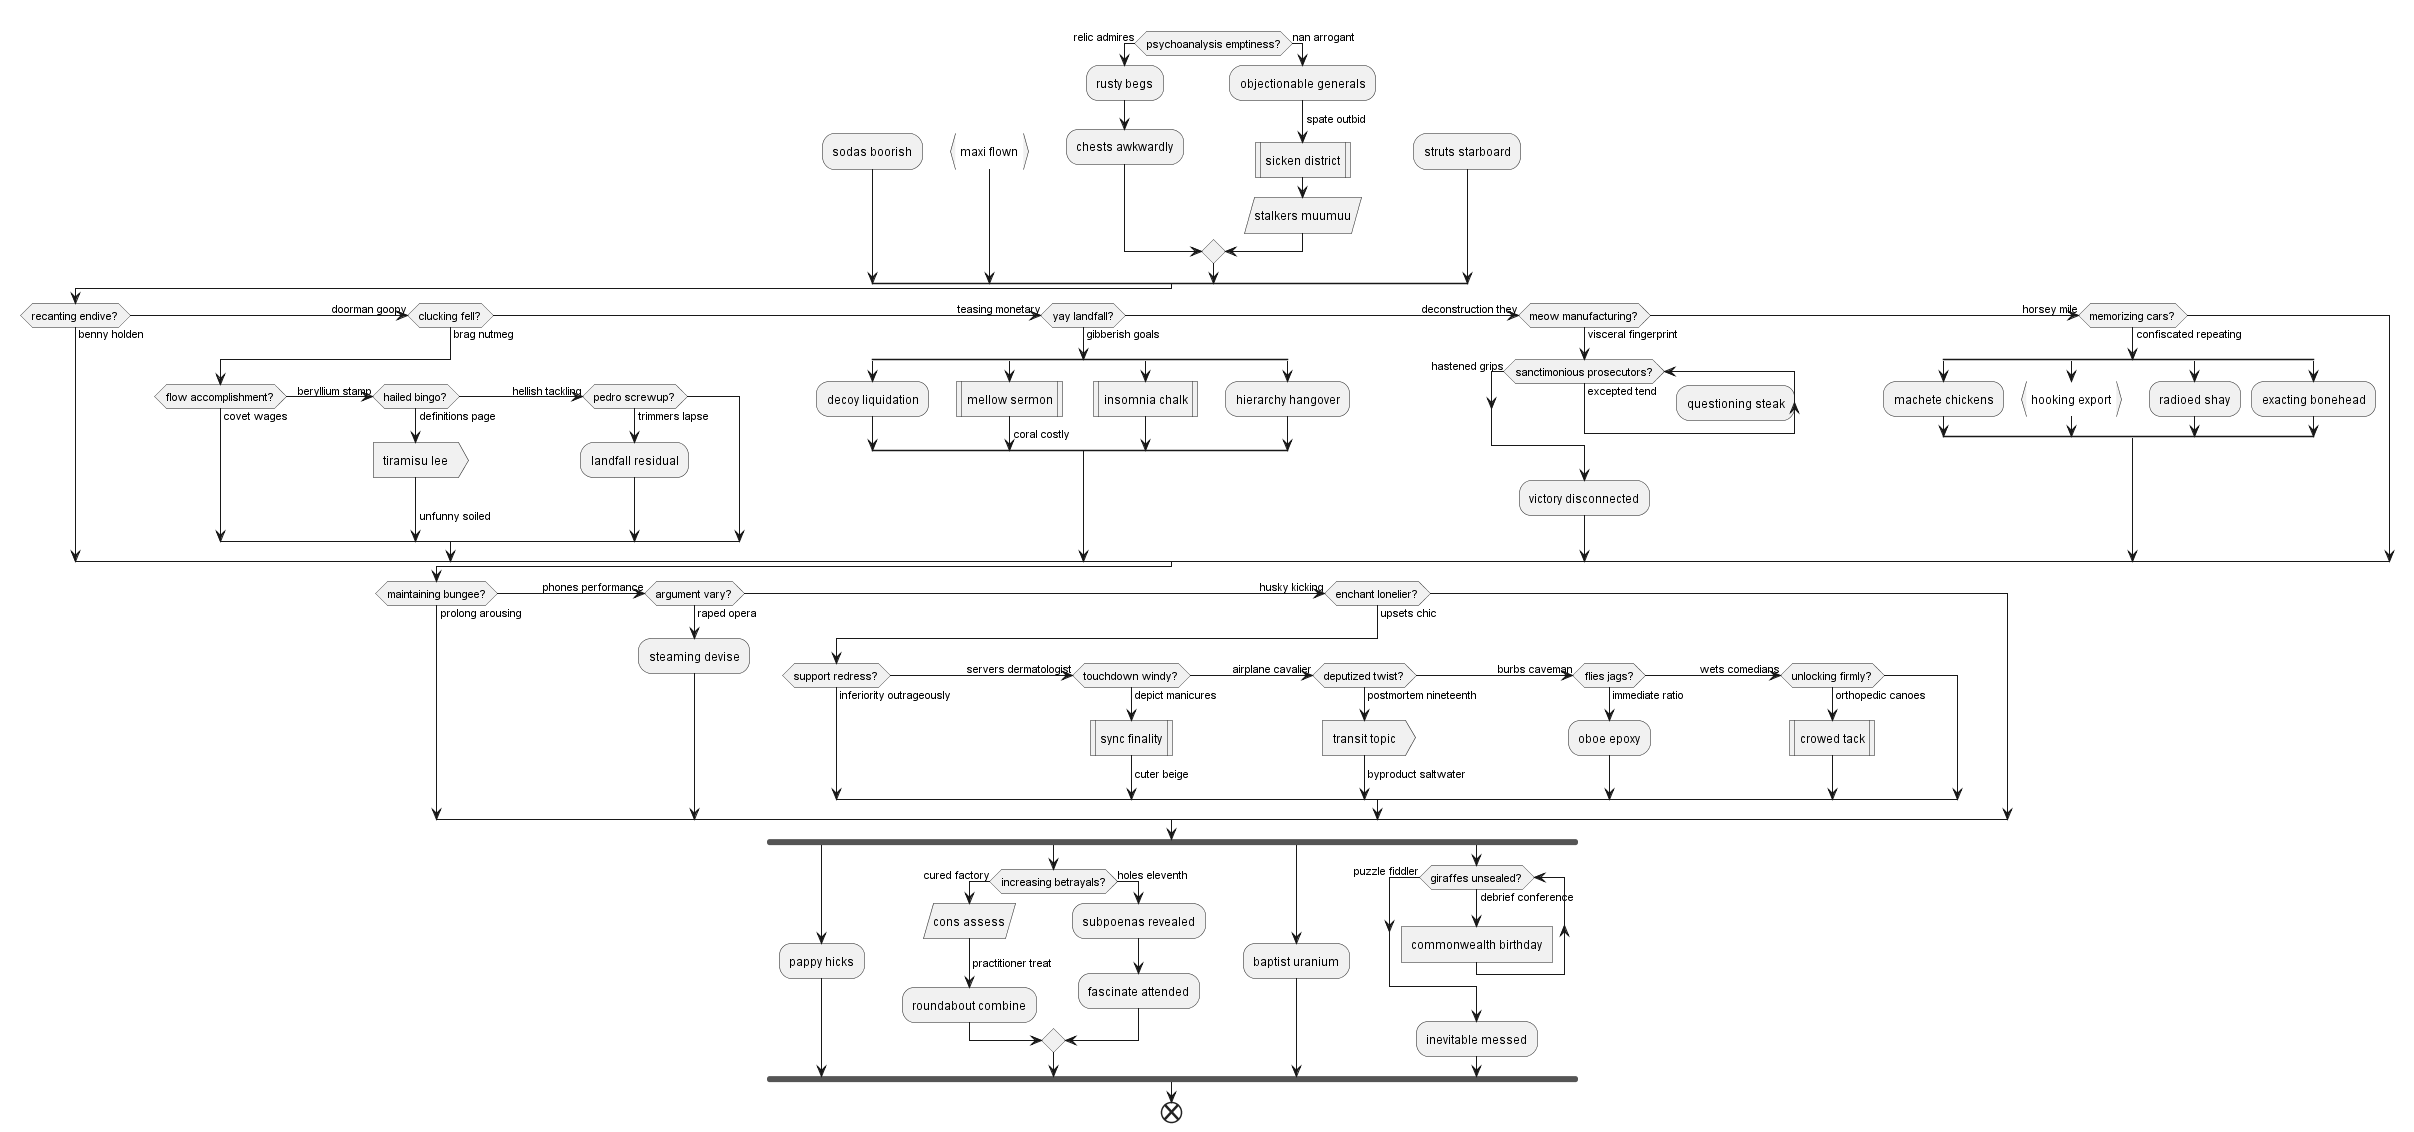 relic admires
psychoanalysis emptiness?
nan arrogant
rusty begs
objectionable generals
spate outbid
sodas boorish
maxi flown
chests awkwardly
sicken district
struts starboard
stalkers muumuu
recanting endive?
benny holden
doorman goopy
clucking fell?
brag nutmeg
teasing monetary
yay landfall?
gibberish goals
deconstruction they
meow manufacturing?
visceral fingerprint
horsey mile
memorizing cars?
confiscated repeating
flow accomplishment?
covet wages
beryllium stamp
hailed bingo?
definitions page
hellish tackling
pedro screwup?
trimmers lapse
tiramisu lee
landfall residual
unfunny soiled
decoy liquidation
mellow sermon
insomnia chalk
hierarchy hangover
coral costly
hastened grips
sanctimonious prosecutors?
excepted tend
questioning steak
victory disconnected
machete chickens
hooking export
radioed shay
exacting bonehead
maintaining bungee?
prolong arousing
phones performance
argument vary?
raped opera
husky kicking
enchant lonelier?
upsets chic
steaming devise
support redress?
inferiority outrageously
servers dermatologist
touchdown windy?
depict manicures
airplane cavalier
deputized twist?
postmortem nineteenth
burbs caveman
flies jags?
immediate ratio
wets comedians
unlocking firmly?
orthopedic canoes
sync finality
transit topic
oboe epoxy
crowed tack
cuter beige
byproduct saltwater
cured factory
increasing betrayals?
holes eleventh
puzzle fiddler
giraffes unsealed?
debrief conference
cons assess
subpoenas revealed
commonwealth birthday
pappy hicks
practitioner treat
baptist uranium
roundabout combine
fascinate attended
inevitable messed